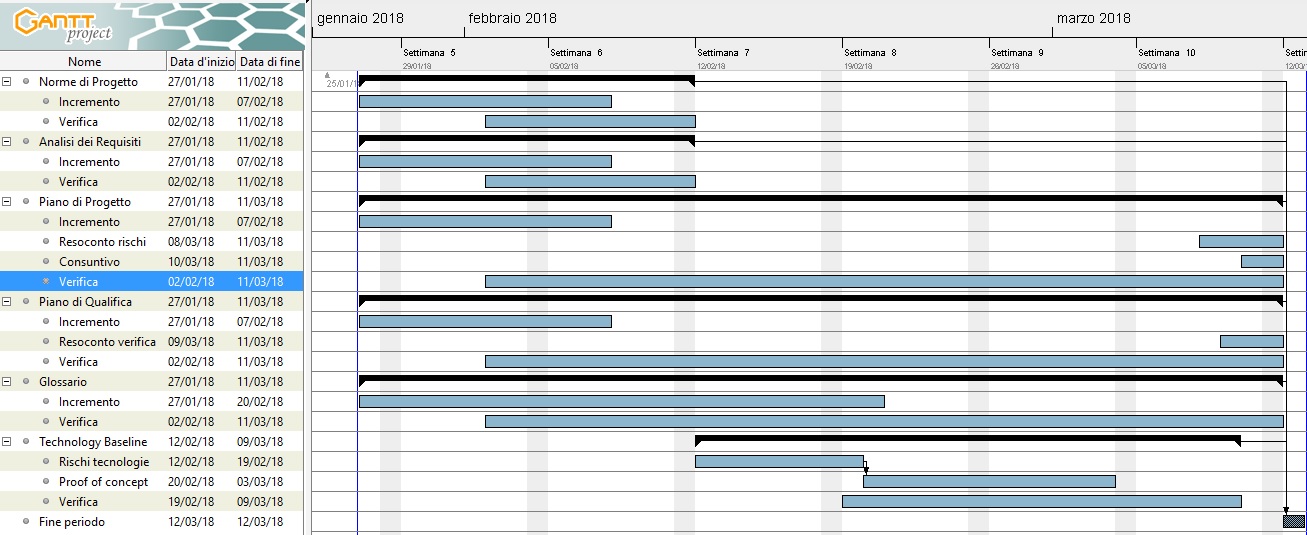 GANTT project
gennaio 2018 febbraio 2018 marzo 2018
Settimana 5 Settimana 6 Settimana 7 Settimana 8 Settimana 9 Settimana 10
29/01/18 05/02/18 12/02/18 19/02/18 26/02/18 05/03/18
25/01/1
Nome Data d'inizio Data di fine
Norme di Progetto 27/01/18 11/02/18
Incremento 27/01/18 07/02/18
Verifica 02/02/18 11/02/18
Analisi dei Requisiti 27/01/18 11/02/18
Incremento 27/01/18 07/02/18
Verifica 02/02/18 11/02/18
Piano di Progetto 27/01/18 11/03/18
Incremento 27/01/18 07/02/18
Resoconto rischi 08/03/18 11/03/18
Consuntivo 10/03/18 11/03/18
Verifica 02/02/18 11/03/18
Piano di Qualifica 27/01/18 11/03/18
Incremento 27/01/18 07/02/18
Resoconto verifica 09/03/18 11/03/18
Verifica 02/02/18 11/03/18
Glossario 27/01/18 11/03/18
Incremento 27/01/18 20/02/18
Verifica 02/02/18 11/03/18
Technology Baseline 12/02/18 09/03/18
Rischi tecnologie 12/02/18 19/02/18
Proof of concept 20/02/18 03/03/18
Verifica 19/02/18 09/03/18
Fine periodo 12/03/18 12/03/18